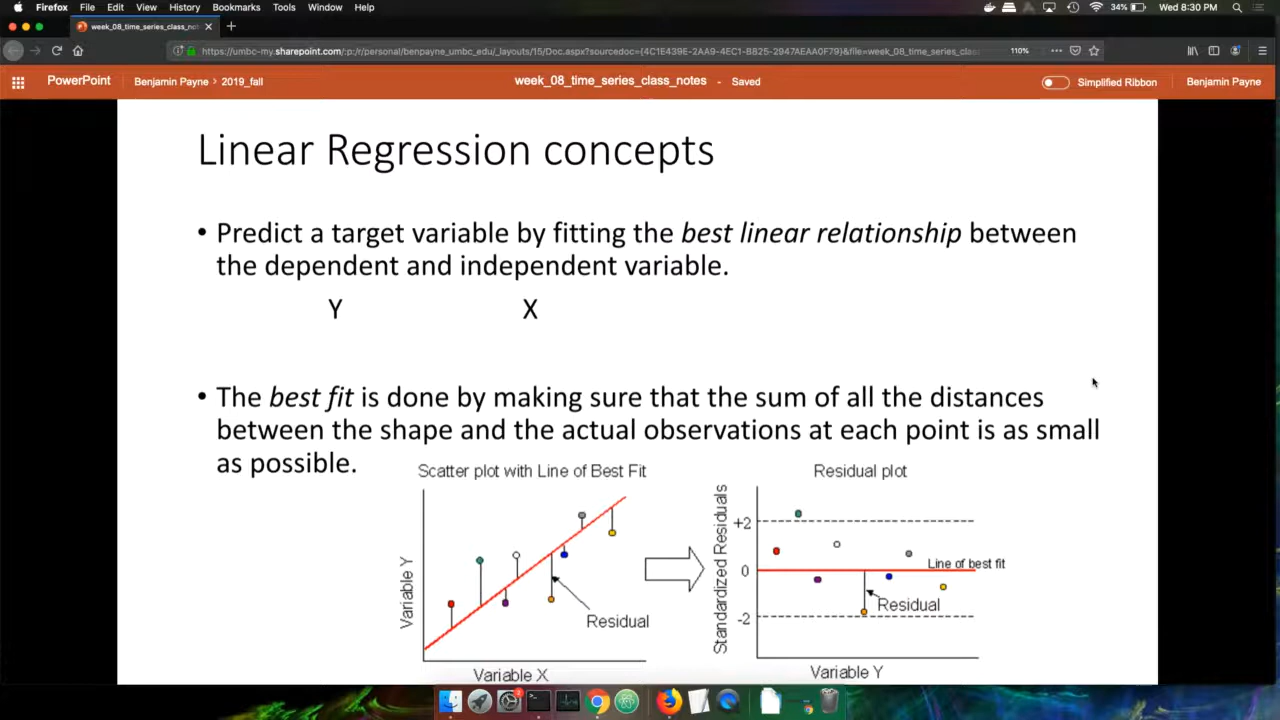 Firefox File Edit View History Bookmarks Tools Window Help 34% Wed 8:30 PM
week_08_time_series_class_not
https://umbc-my.sharepoint.com/:p:/r/personal/benpayne_umbc_edu/_layouts/15/Doc.aspx?sourcedoc={4C1E439E-2AA9-4EC1-B825-2947AEAA0F79}&file=week_08_time_series_clas 110%
PowerPoint Benjamin Payne > 2019_fall week_08_time_series_class_notes - Saved Simplified Ribbon Benjamin Payne
Linear Regression concepts
• Predict a target variable by fitting the best linear relationship between
the dependent and independent variable.
Y X
• The best fit is done by making sure that the sum of all the distances
between the shape and the actual observations at each point is as small
as possible.
Scatter plot with Line of Best Fit
Variable Y
Residual
Variable X
Residual plot
Standardized Residuals
+2
0
-2
Line of best fit
Residual
Variable Y